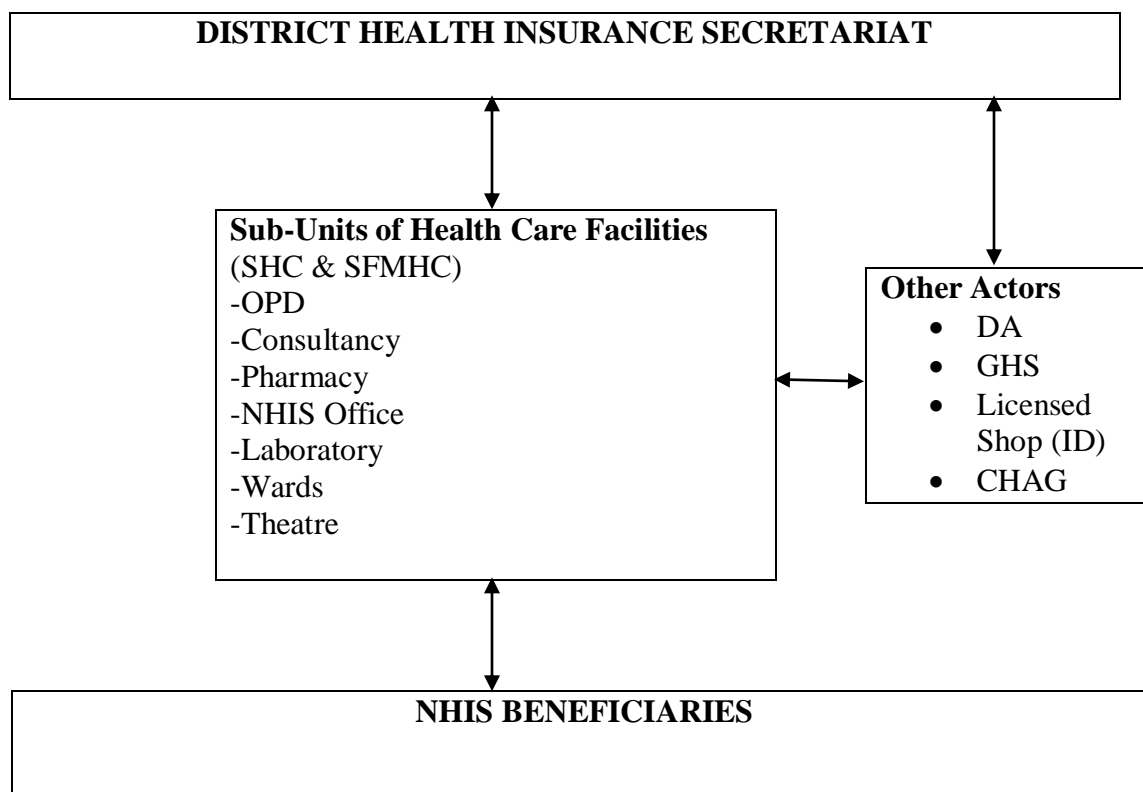 DISTRICT HEALTH INSURANCE SECRETARIAT
Sub-Units of Health Care Facilities
(SHC & SFMHC)
-OPD
-Consultancy
-Pharmacy
-NHIS Office
-Laboratory
-Wards
-Theatre
Other Actors
• DA
• GHS
• Licensed
Shop (ID)
• CHAG
NHIS BENEFICIARIES